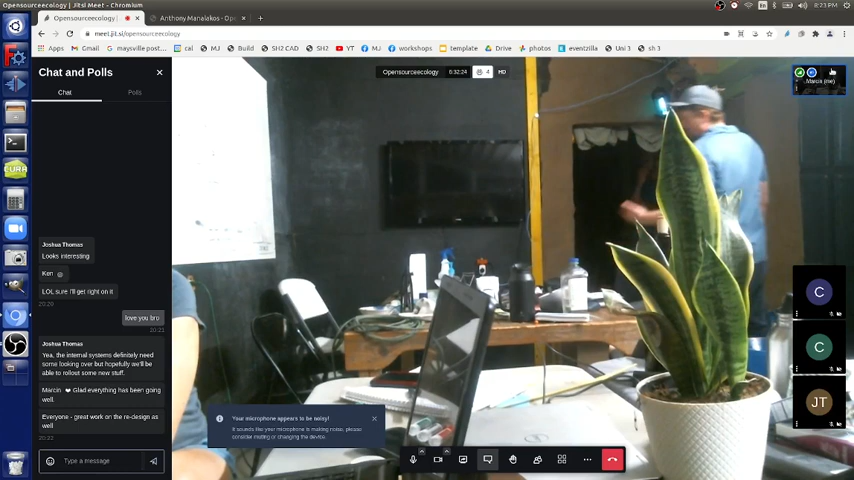 Opensourceecology | Jitsi Meet - Chromium
En
8:23 PM
Opensourceecology |
Anthony Manalakos - Op
meet.jit.si/opensourceecology
Gmail
maysville post...
cal
MJ
Build
SH2 CAD
SH2
YT
MJ
workshops
template
Drive
photos
eventzilla
Uni 3
sh 3
Chat and Polls
Chat
Polls
Opensourceecology
4
HD
Marcin (me)
Joshua Thomas
Looks interesting
Ken
LOL sure I'll get right on it
20:20
love you bro
20:21
Joshua Thomas
Yea, the internal systems definitely need
some looking over but hopefully we'll be
able to rollout some new stuff.
Marcin ❤ Glad everything has been going
well.
Everyone - great work on the re-design as
well
20:22
Type a message
Your microphone appears to be noisy!
It sounds like your microphone is making noise, please
consider muting or changing the device.
C
C
JT
CURA